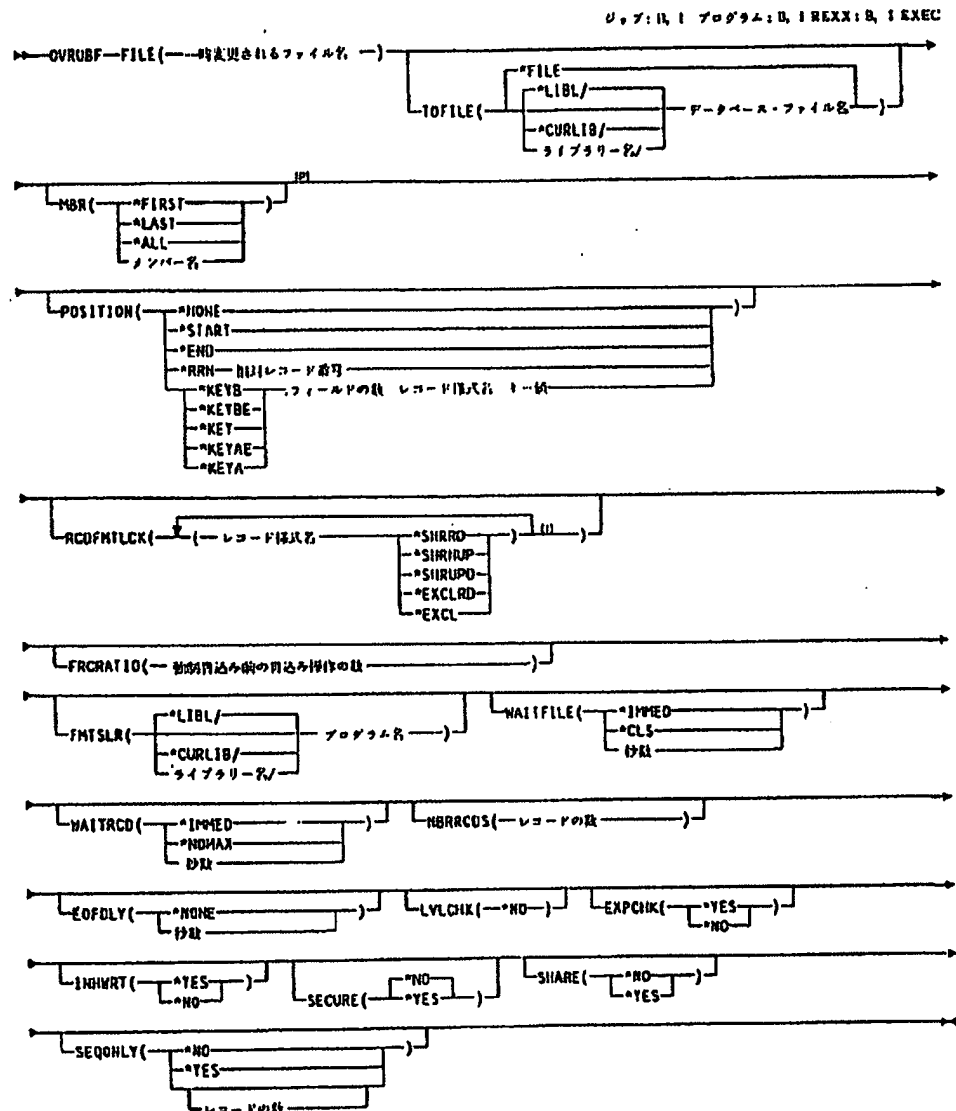 ジョブ: B, I プログラム: B, I REXX: B, I EXEC
OVRDBF FILE( 一時変更されるファイル名 )
TOFILE( *FILE
*LIBL/
*CURLIB/
ライブラリー名/
データベース・ファイル名 )
MBR( *FIRST )
*LAST
*ALL
メンバー名
(P)
POSITION( *NONE )
*START
*END
*RRN 相対レコード番号
*KEYB フィールドの数 レコード様式名 キー値
*KEYBE
*KEY
*KEYAE
*KEYA
RCDFMTLCK( ( レコード様式名 *SHRRD ) (1) )
*SHRNUP
*SHRUPD
*EXCLRD
*EXCL
FRCRATIO( 強制書込み前の書込み操作の数 )
FMTSLR( *LIBL/
*CURLIB/
ライブラリー名/
プログラム名 )
WAITFILE( *IMMED )
*CLS
秒数
WAITRCD( *IMMED )
*NOMAX
秒数
NBRRCDS( レコードの数 )
EOFDLY( *NONE )
秒数
LVLCHK( *NO )
EXPCHK( *YES )
*NO
INHWRT( *YES )
*NO
SECURE( *NO
*YES )
SHARE( *NO )
*YES
SEQONLY( *NO )
*YES
レコードの数